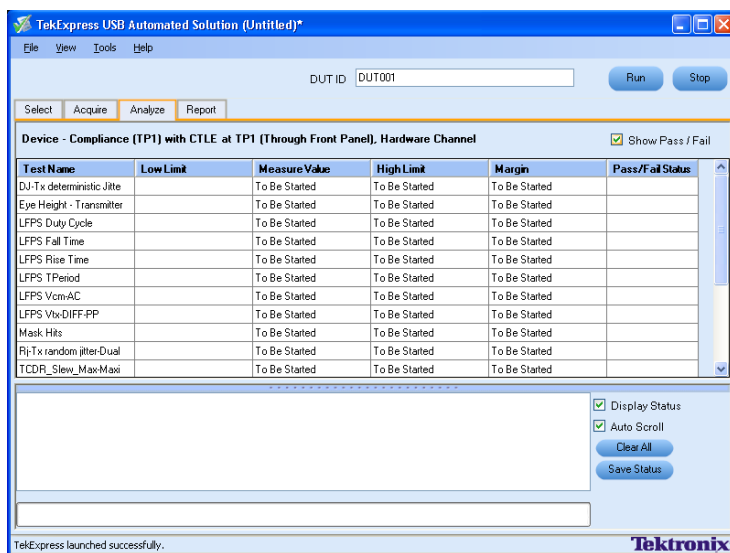 TekExpress USB Automated Solution (Untitled)*
File View Tools Help
DUT ID DUT001 Run Stop
Select Acquire Analyze Report
Device - Compliance (TP1) with CTLE at TP1 (Through Front Panel), Hardware Channel Show Pass / Fail
Test Name Low Limit Measure Value High Limit Margin Pass/Fail Status
DJ-Tx deterministic Jitte To Be Started To Be Started To Be Started
Eye Height - Transmitter To Be Started To Be Started To Be Started
LFPS Duty Cycle To Be Started To Be Started To Be Started
LFPS Fall Time To Be Started To Be Started To Be Started
LFPS Rise Time To Be Started To Be Started To Be Started
LFPS TPeriod To Be Started To Be Started To Be Started
LFPS Vcm-AC To Be Started To Be Started To Be Started
LFPS Vtx-DIFF-PP To Be Started To Be Started To Be Started
Mask Hits To Be Started To Be Started To Be Started
Rj-Tx random jitter-Dual To Be Started To Be Started To Be Started
TCDR_Slew_Max-Maxi To Be Started To Be Started To Be Started
Display Status
Auto Scroll
Clear All
Save Status
TekExpress launched successfully. Tektronix